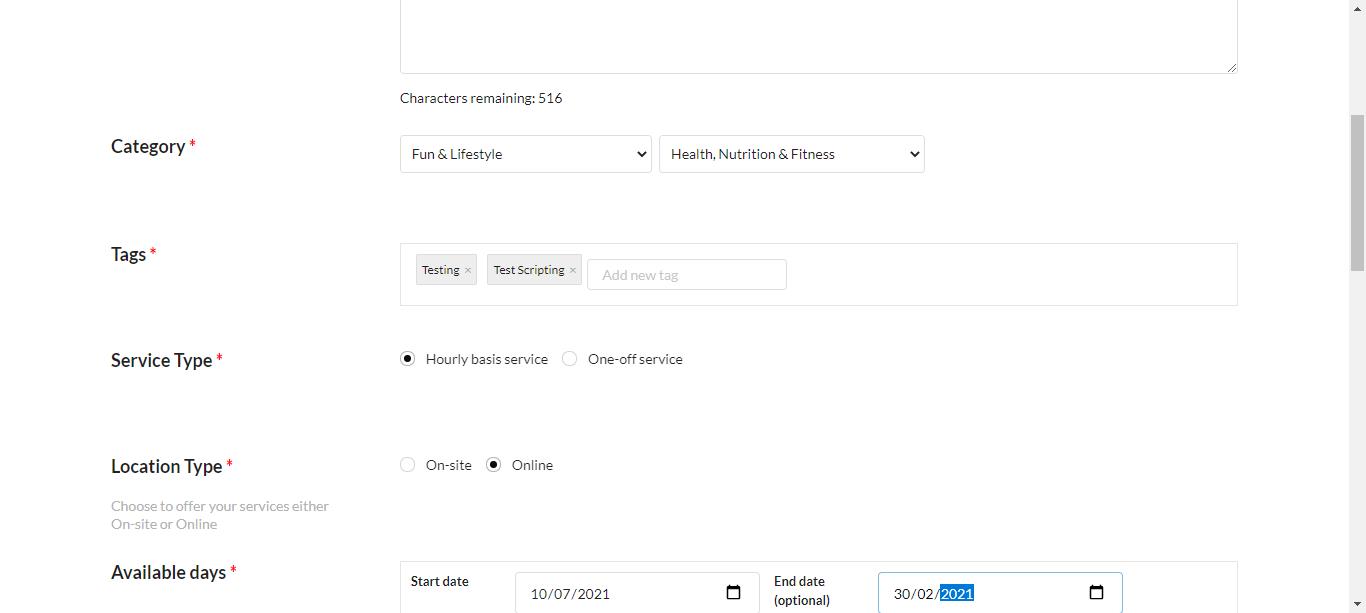 Characters remaining: 516
Category *
Fun & Lifestyle
Health, Nutrition & Fitness
Tags *
Testing ×
Test Scripting ×
Add new tag
Service Type *
Hourly basis service
One-off service
Location Type *
On-site
Online
Choose to offer your services either
On-site or Online
Available days *
Start date
10/07/2021
End date
(optional)
30/02/2021